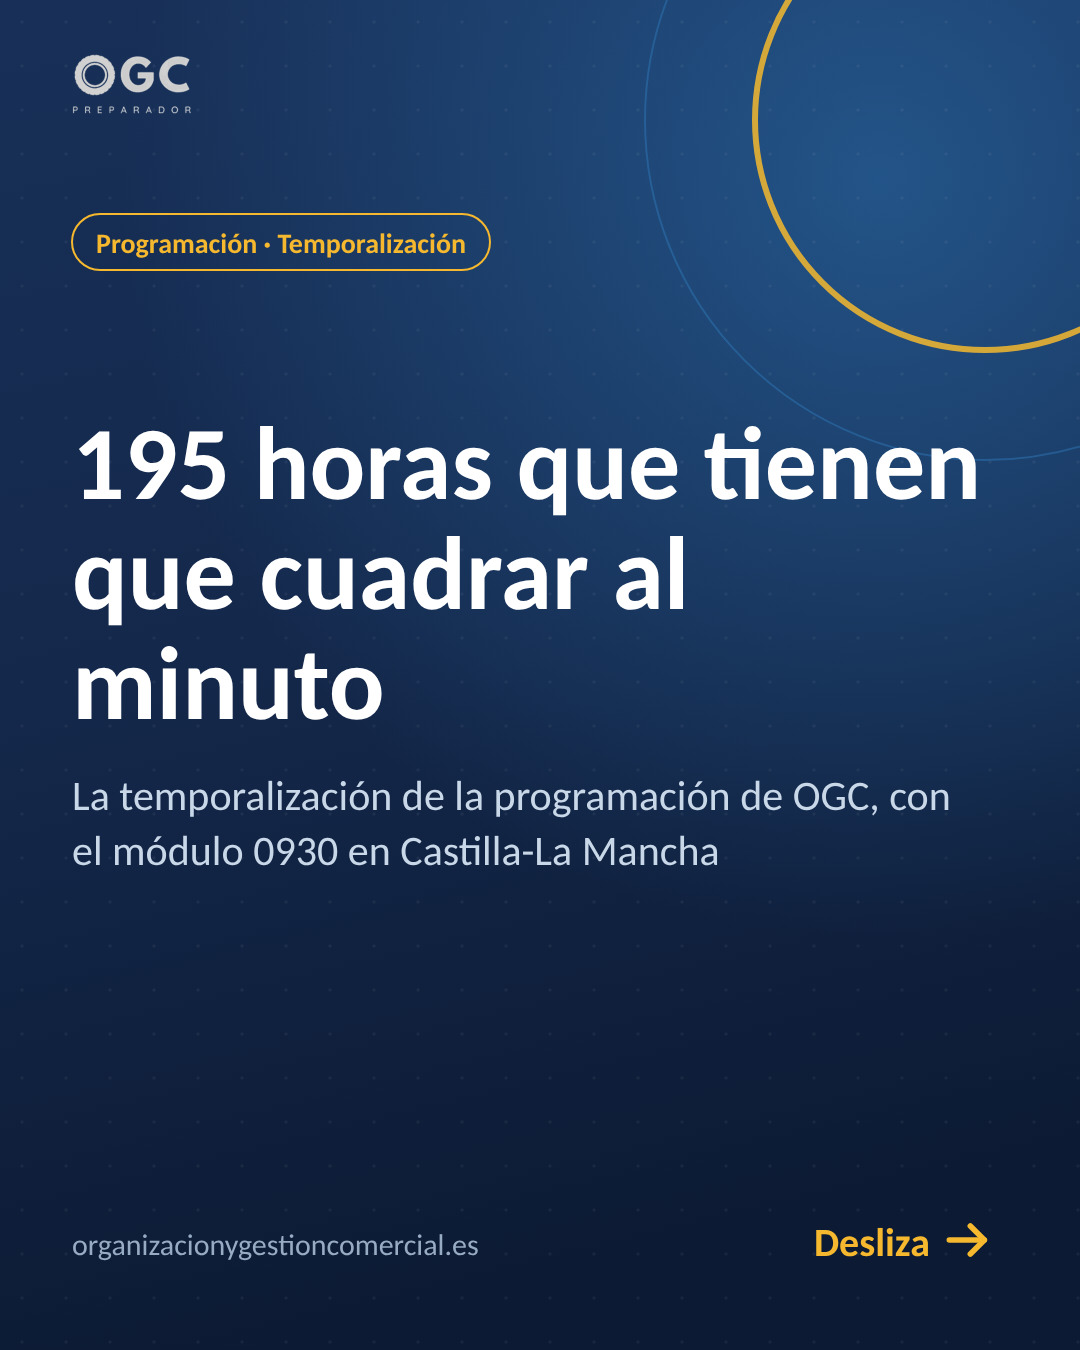 OGC
PREPARADOR
Programación · Temporalización
195 horas que tienen
que cuadrar al
minuto
La temporalización de la programación de OGC, con
el módulo 0930 en Castilla-La Mancha
organizacionygestioncomercial.es
Desliza →